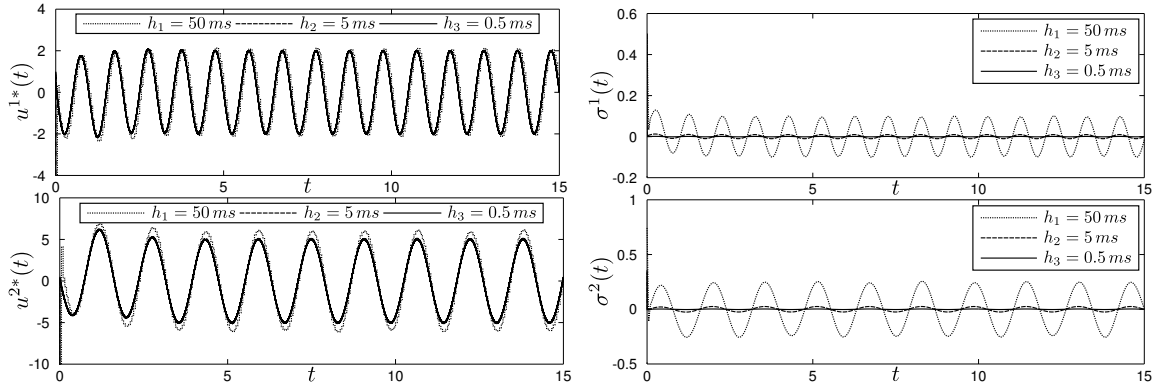 4
2
0
-2
-4
u^{1*}(t)
h_1 = 50 ms h_2 = 5 ms h_3 = 0.5 ms
0 5 10 15
t
0.6
0.4
0.2
0
-0.2
σ^1(t)
h_1 = 50 ms
h_2 = 5 ms
h_3 = 0.5 ms
0 5 10 15
t
10
5
0
-5
-10
u^{2*}(t)
h_1 = 50 ms h_2 = 5 ms h_3 = 0.5 ms
0 5 10 15
t
1
0.5
0
-0.5
σ^2(t)
h_1 = 50 ms
h_2 = 5 ms
h_3 = 0.5 ms
0 5 10 15
t